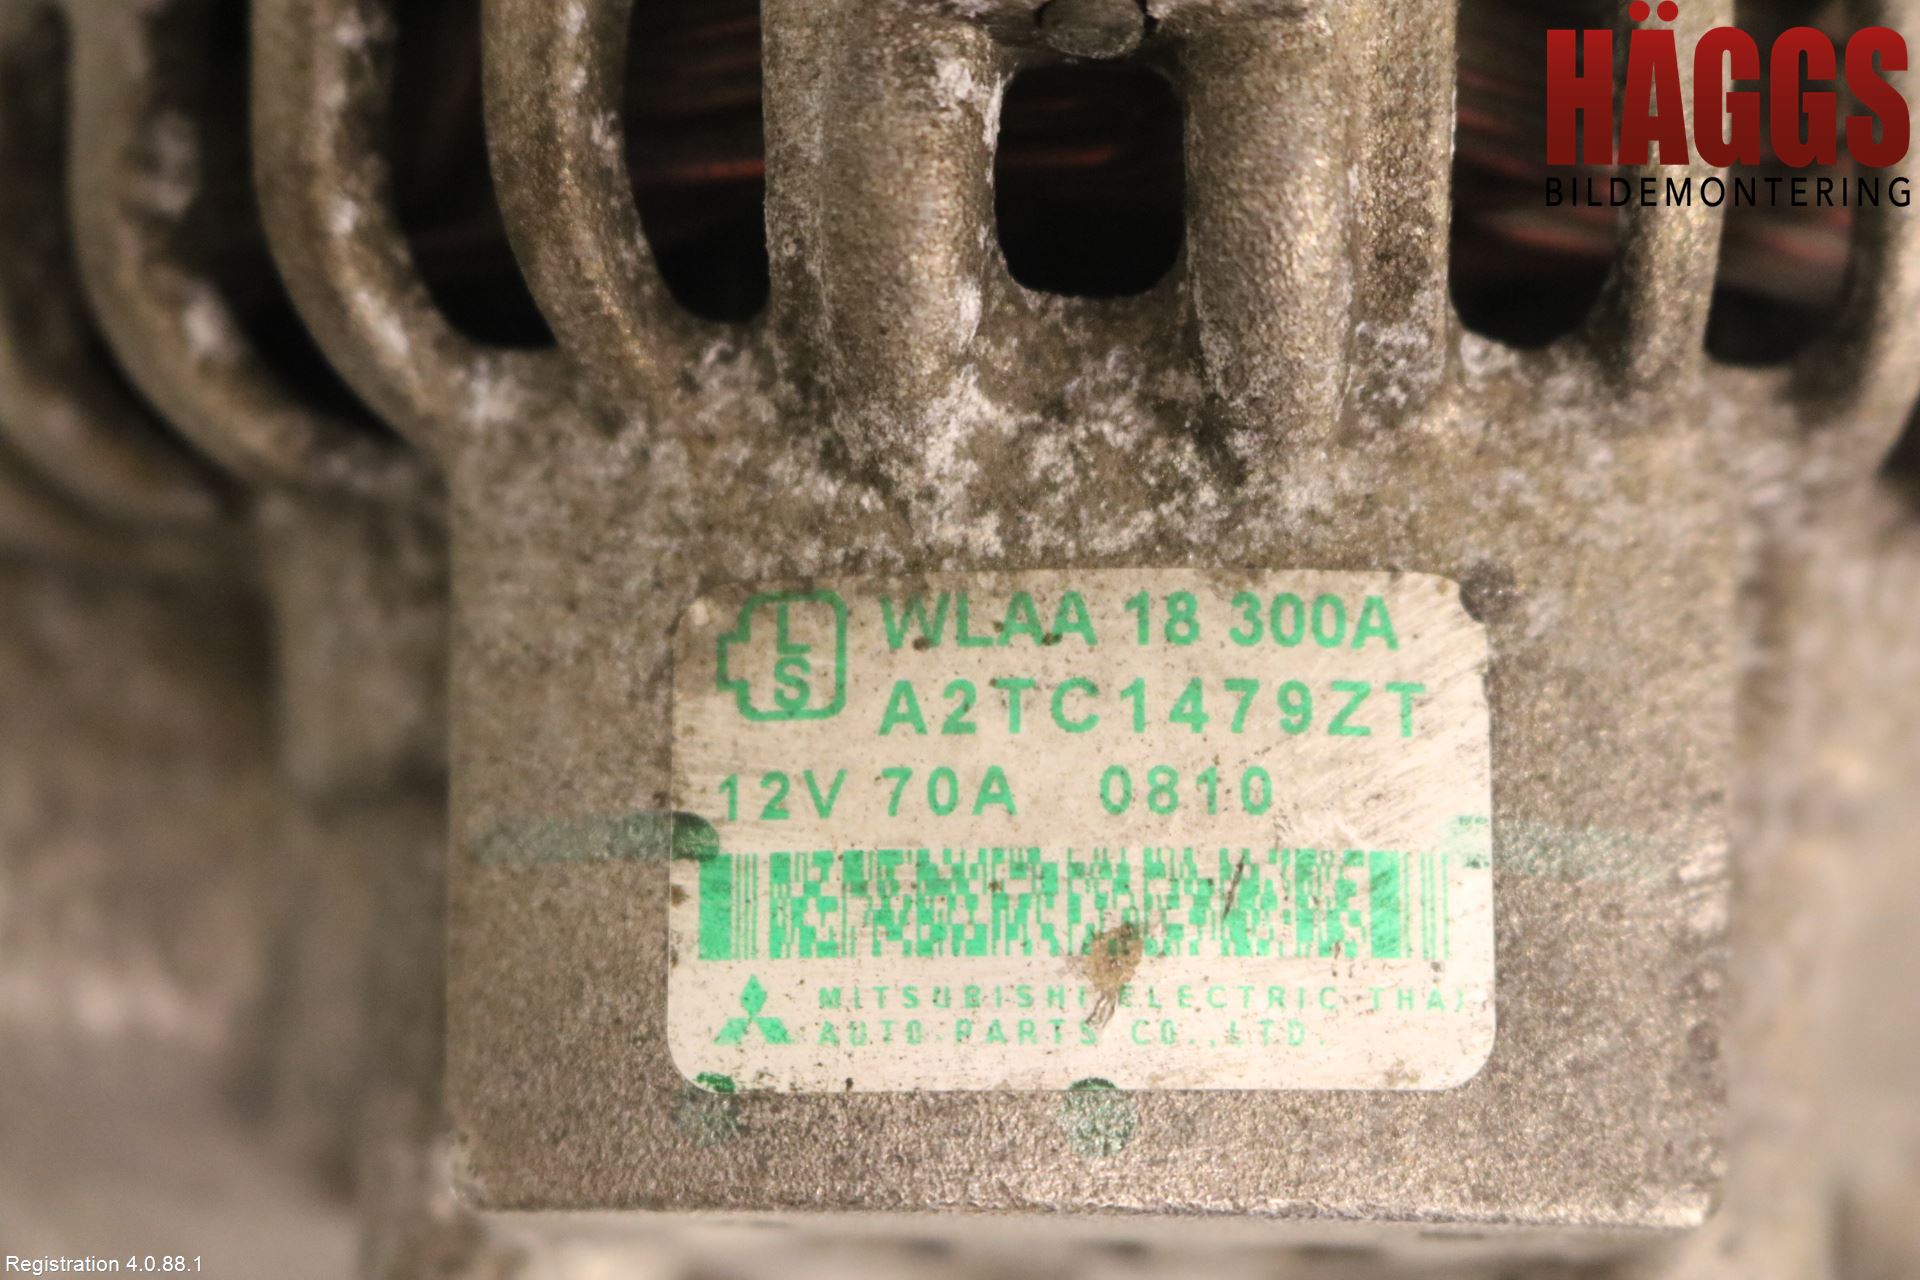 HÄGGS
BILDEMONTERING
L
S
WLAA 18 300A
A2TC1479ZT
12V 70A 0810
MITSUBISHI ELECTRIC THAI
AUTO-PARTS CO.,LTD.
Registration 4.0.88.1